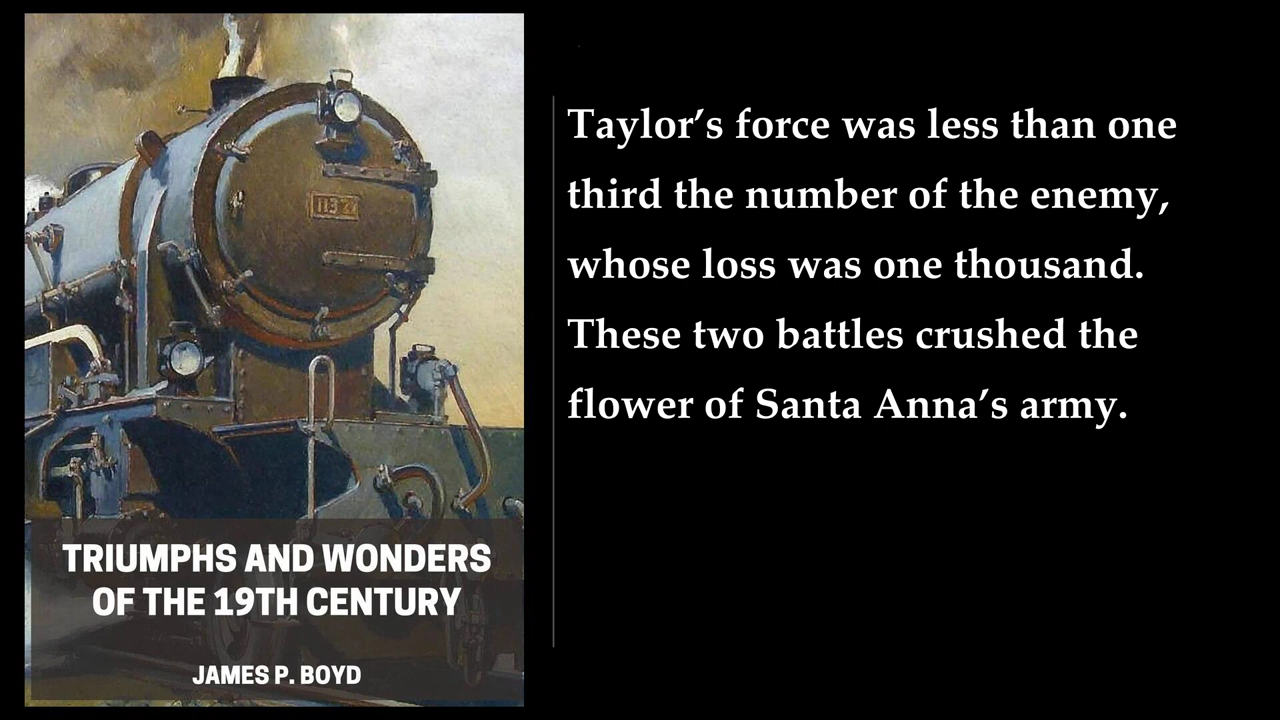 TRIUMPHS AND WONDERS
OF THE 19TH CENTURY
JAMES P. BOYD
Taylor’s force was less than one
third the number of the enemy,
whose loss was one thousand.
These two battles crushed the
flower of Santa Anna’s army.